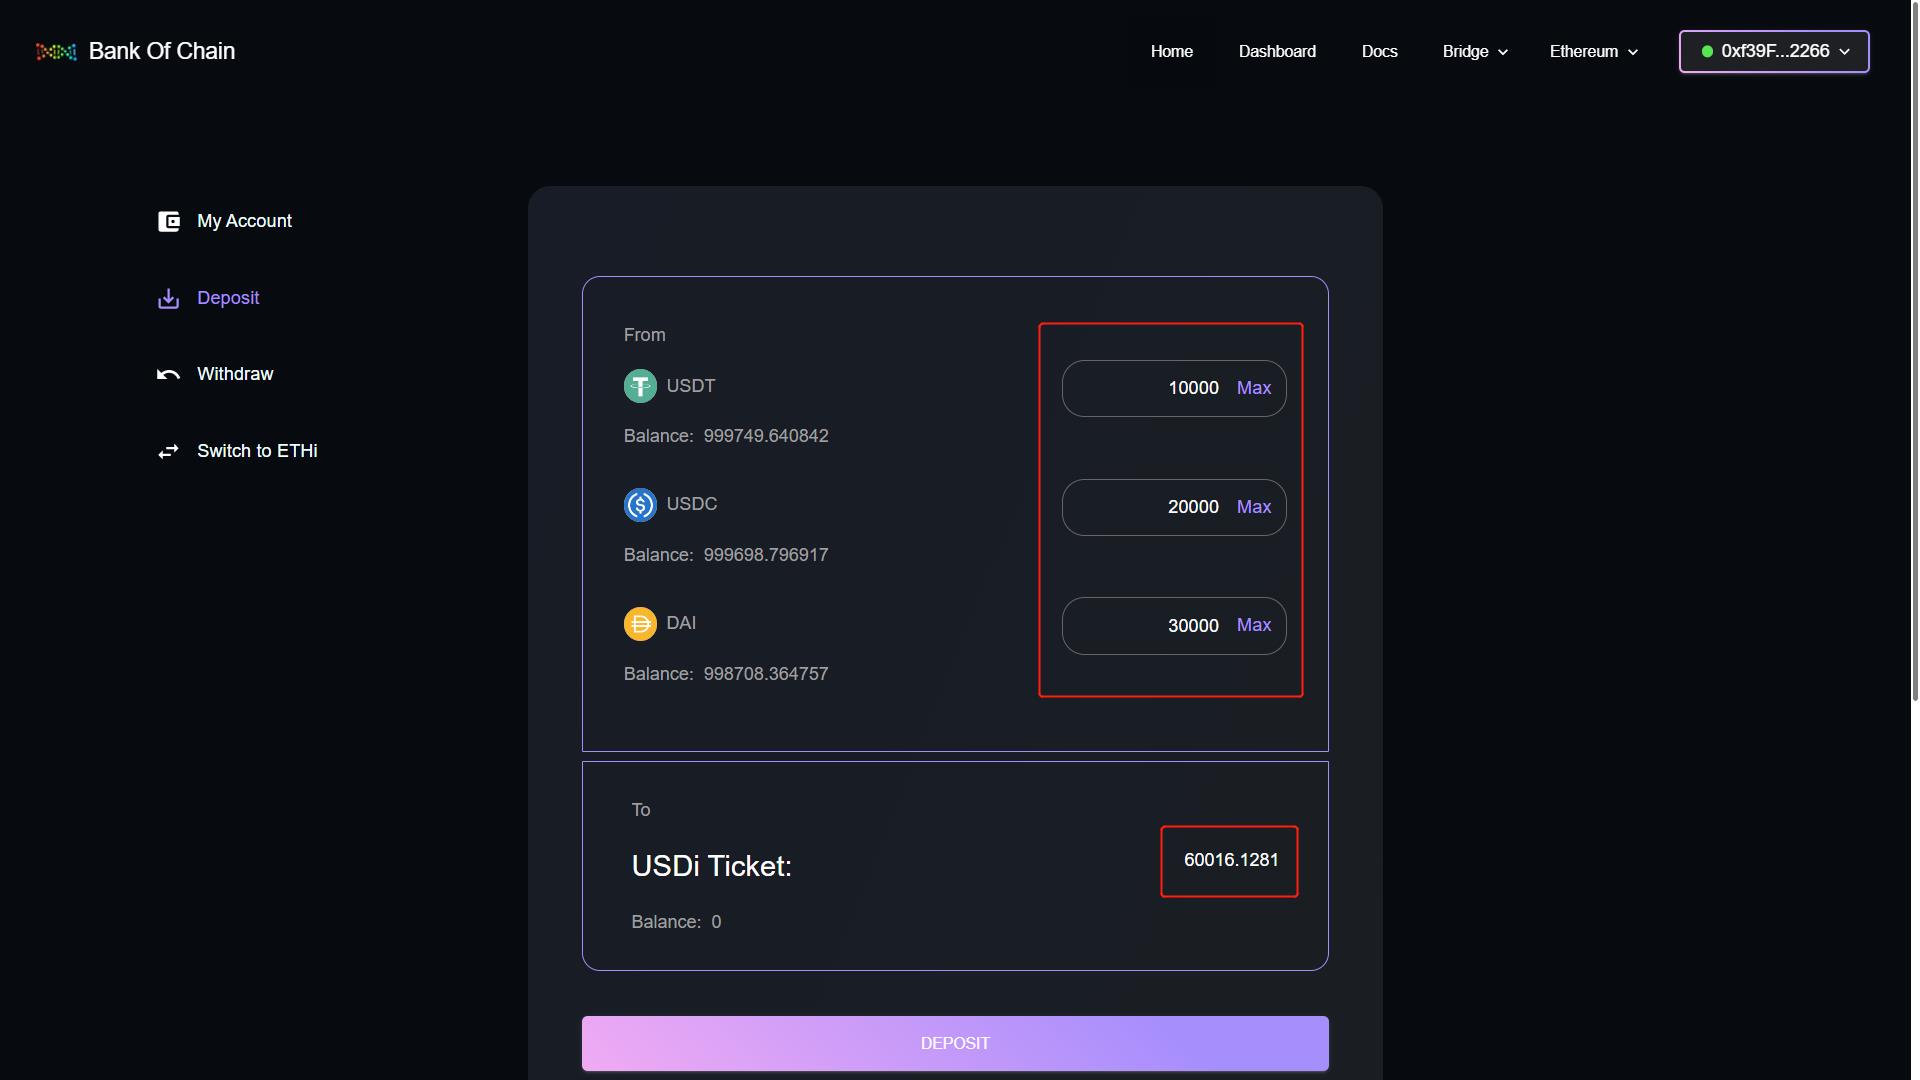 Bank Of Chain
Home Dashboard Docs Bridge Ethereum 0xf39F...2266
My Account
Deposit
Withdraw
Switch to ETHi
From
USDT
10000 Max
Balance: 999749.640842
USDC
20000 Max
Balance: 999698.796917
DAI
30000 Max
Balance: 998708.364757
To
USDi Ticket:
60016.1281
Balance: 0
DEPOSIT